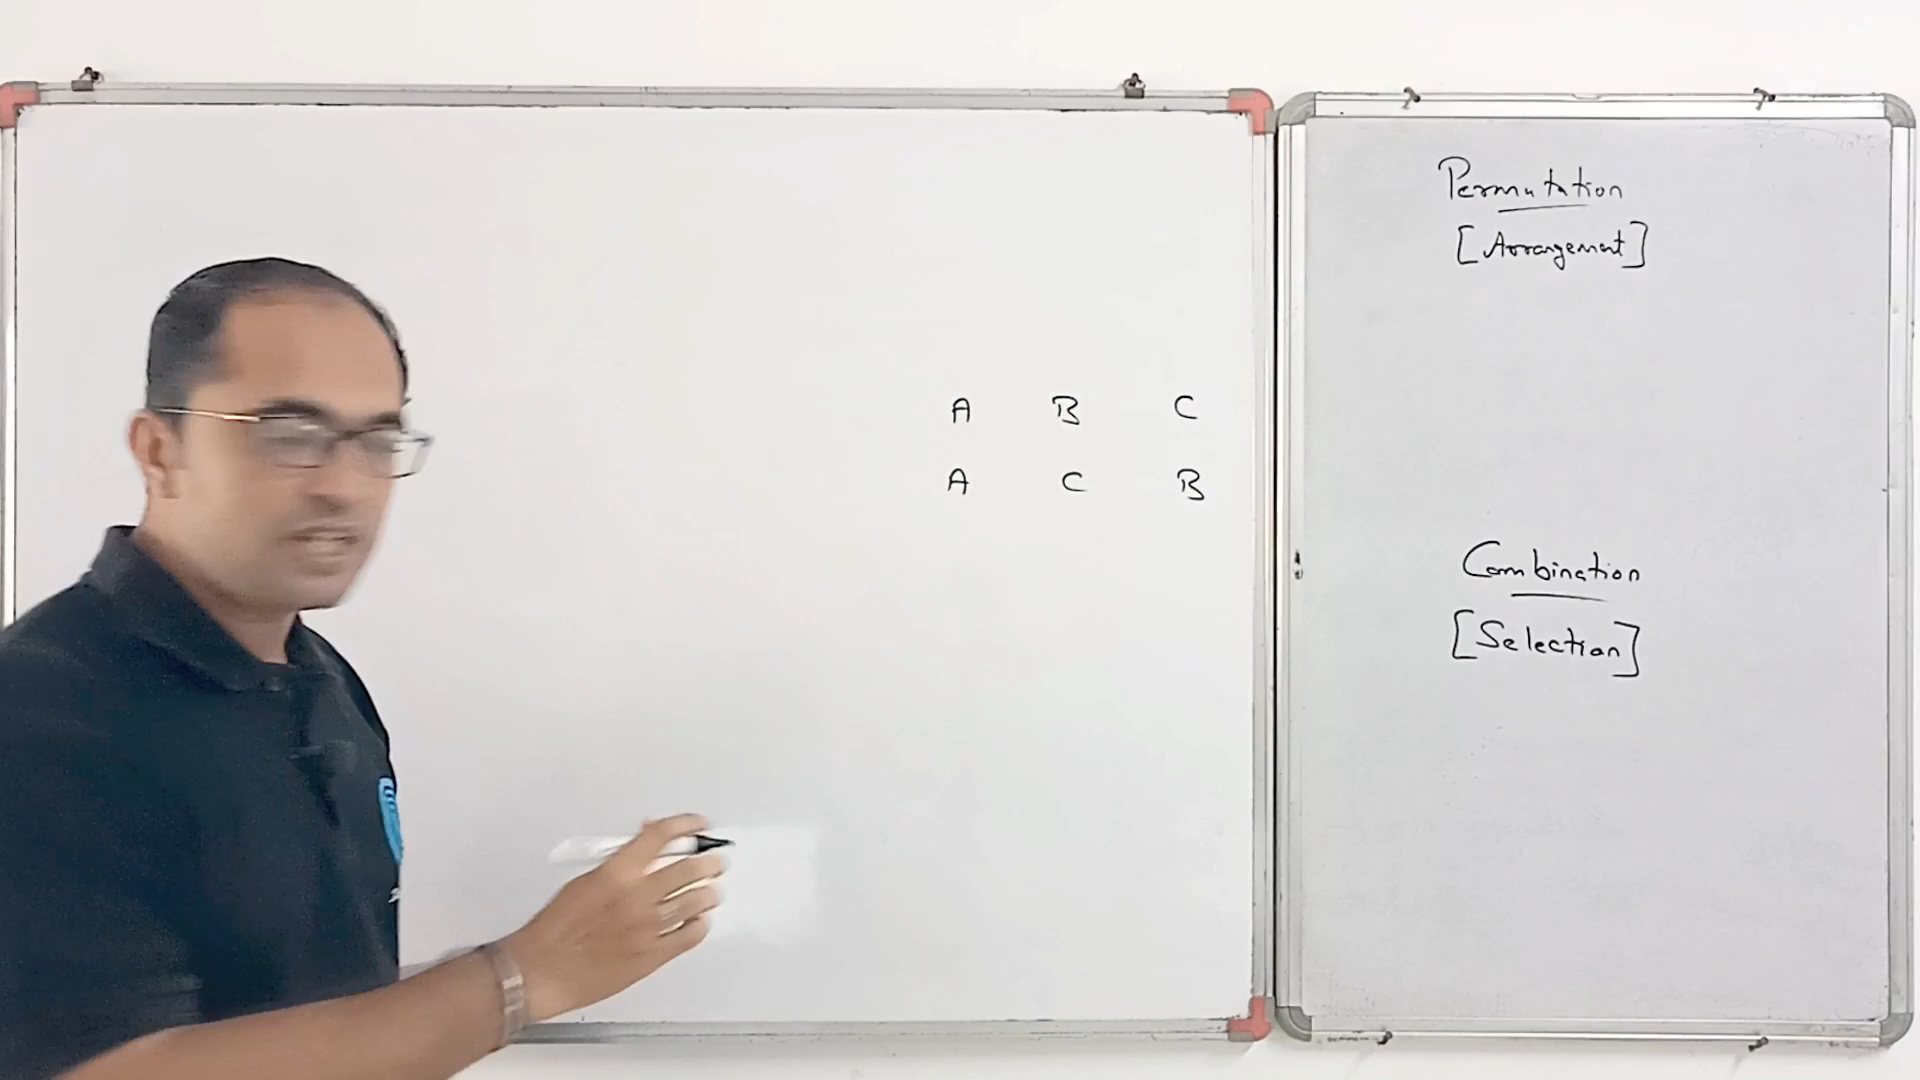 A B C
A C B
Permutation
[Arrangement]
Combination
[Selection]